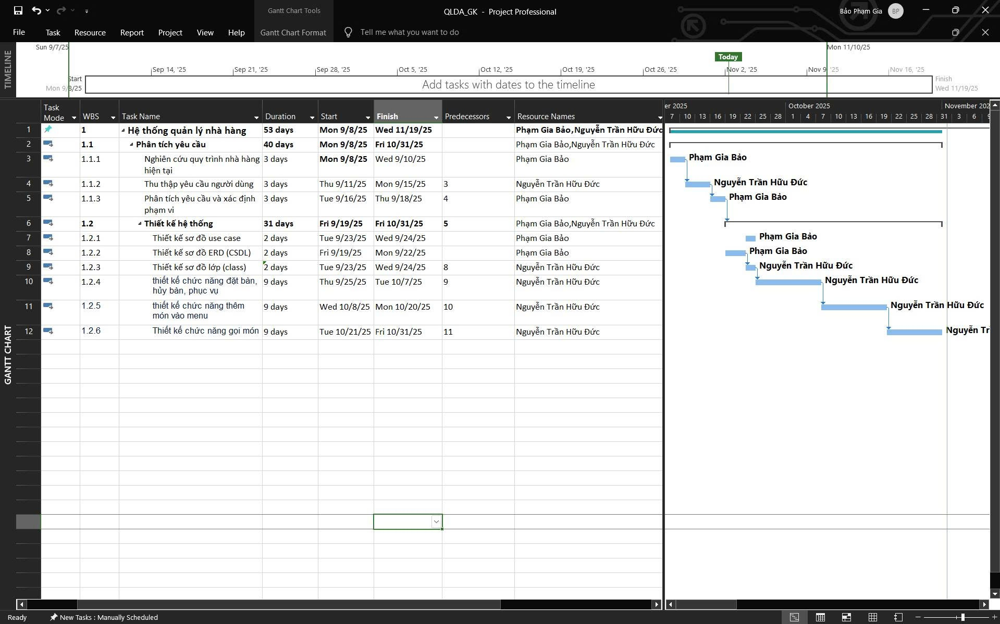 Gantt Chart Tools
QLDA_GK - Project Professional
Bảo Phạm Gia
BP
File Task Resource Report Project View Help Gantt Chart Format Tell me what you want to do
TIMELINE
Sun 9/7/25
Mon 11/10/25
Today
Sep 14, '25 Sep 21, '25 Sep 28, '25 Oct 5, '25 Oct 12, '25 Oct 19, '25 Oct 26, '25 Nov 2, '25 Nov 9, '25 Nov 16, '25
Start
Mon 9/8/25
Add tasks with dates to the timeline
Finish
Wed 11/19/25
GANTT CHART
Task Mode WBS Task Name Duration Start Finish Predecessors Resource Names
er 2025 October 2025 November 202
7 10 13 16 19 22 25 28 1 4 7 10 13 16 19 22 25 28 31 3 6 9
1 1 Hệ thống quản lý nhà hàng 53 days Mon 9/8/25 Wed 11/19/25 Phạm Gia Bảo,Nguyễn Trần Hữu Đức
2 1.1 Phân tích yêu cầu 40 days Mon 9/8/25 Fri 10/31/25 Phạm Gia Bảo,Nguyễn Trần Hữu Đức
3 1.1.1 Nghiên cứu quy trình nhà hàng 3 days Mon 9/8/25 Wed 9/10/25 Phạm Gia Bảo Phạm Gia Bảo
hiện tại
4 1.1.2 Thu thập yêu cầu người dùng 3 days Thu 9/11/25 Mon 9/15/25 3 Nguyễn Trần Hữu Đức Nguyễn Trần Hữu Đức
5 1.1.3 Phân tích yêu cầu và xác định 3 days Tue 9/16/25 Thu 9/18/25 4 Phạm Gia Bảo Phạm Gia Bảo
phạm vi
6 1.2 Thiết kế hệ thống 31 days Fri 9/19/25 Fri 10/31/25 5 Phạm Gia Bảo,Nguyễn Trần Hữu Đức
7 1.2.1 Thiết kế sơ đồ use case 2 days Tue 9/23/25 Wed 9/24/25 Phạm Gia Bảo Phạm Gia Bảo
8 1.2.2 Thiết kế sơ đồ ERD (CSDL) 2 days Fri 9/19/25 Mon 9/22/25 Phạm Gia Bảo Phạm Gia Bảo
9 1.2.3 Thiết kế sơ đồ lớp (class) 2 days Tue 9/23/25 Wed 9/24/25 8 Nguyễn Trần Hữu Đức Nguyễn Trần Hữu Đức
10 1.2.4 thiết kế chức năng đặt bàn, 9 days Thu 9/25/25 Tue 10/7/25 9 Nguyễn Trần Hữu Đức Nguyễn Trần Hữu Đức
hủy bàn, phục vụ
11 1.2.5 thiết kế chức năng thêm 9 days Wed 10/8/25 Mon 10/20/25 10 Nguyễn Trần Hữu Đức Nguyễn Trần Hữu Đức
món vào menu
12 1.2.6 Thiết kế chức năng gọi món 9 days Tue 10/21/25 Fri 10/31/25 11 Nguyễn Trần Hữu Đức Nguyễn Tr
Ready New Tasks : Manually Scheduled